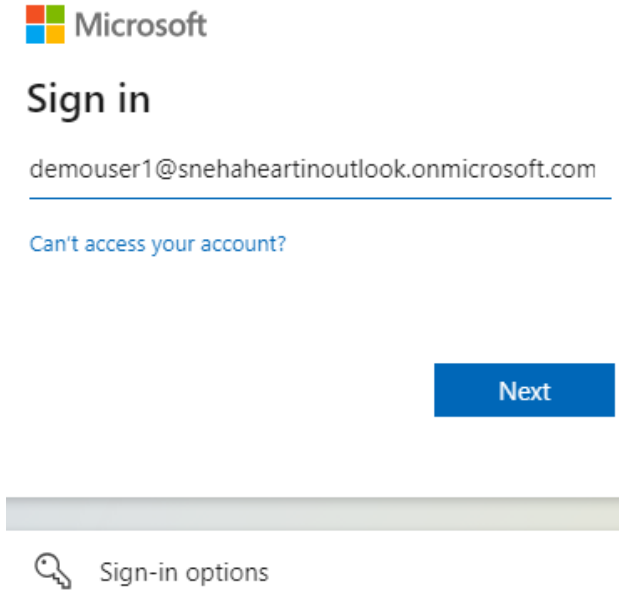 Microsoft
Sign in
demouser1@snehaheartinoutlook.onmicrosoft.com
Can't access your account?
Next
Sign-in options